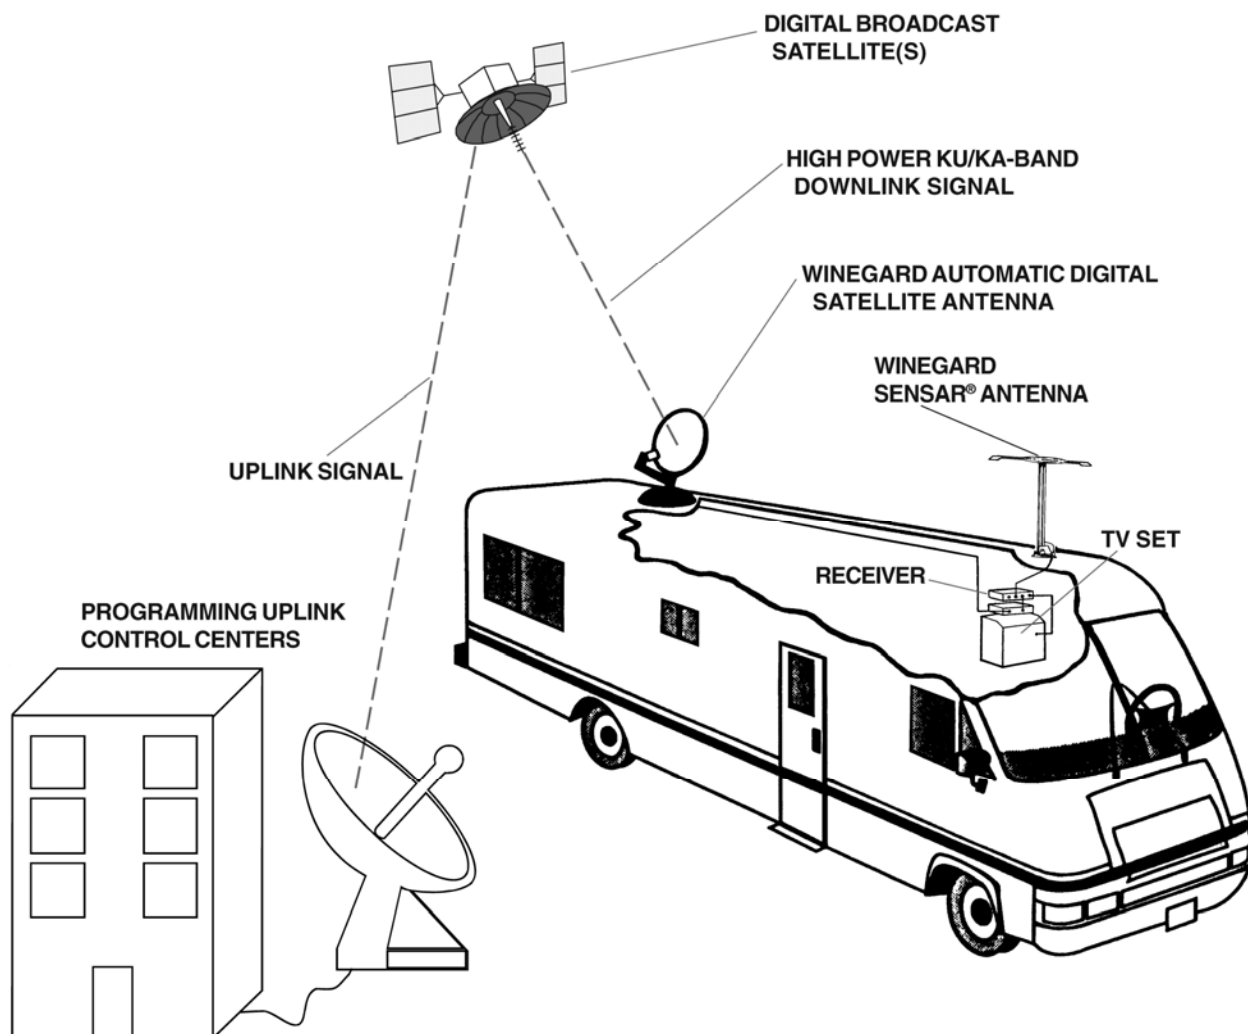 DIGITAL BROADCAST
SATELLITE(S)
HIGH POWER KU/KA-BAND
DOWNLINK SIGNAL
WINEGARD AUTOMATIC DIGITAL
SATELLITE ANTENNA
WINEGARD
SENSAR® ANTENNA
UPLINK SIGNAL
TV SET
RECEIVER
PROGRAMMING UPLINK
CONTROL CENTERS